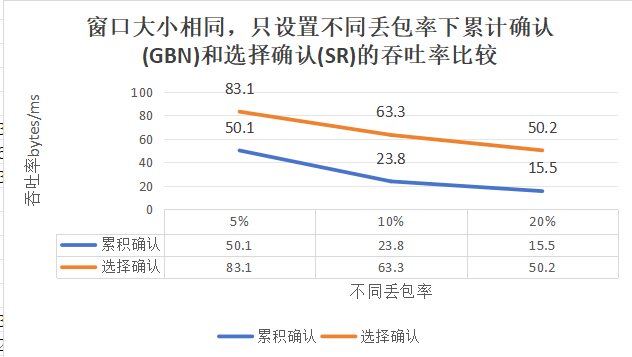 窗口大小相同，只设置不同丢包率下累计确认
(GBN)和选择确认(SR)的吞吐率比较
吞吐率bytes/ms
100
80
60
40
20
0
83.1
63.3
50.2
50.1
23.8
15.5
5% 10% 20%
累积确认 50.1 23.8 15.5
选择确认 83.1 63.3 50.2
不同丢包率
累积确认 选择确认